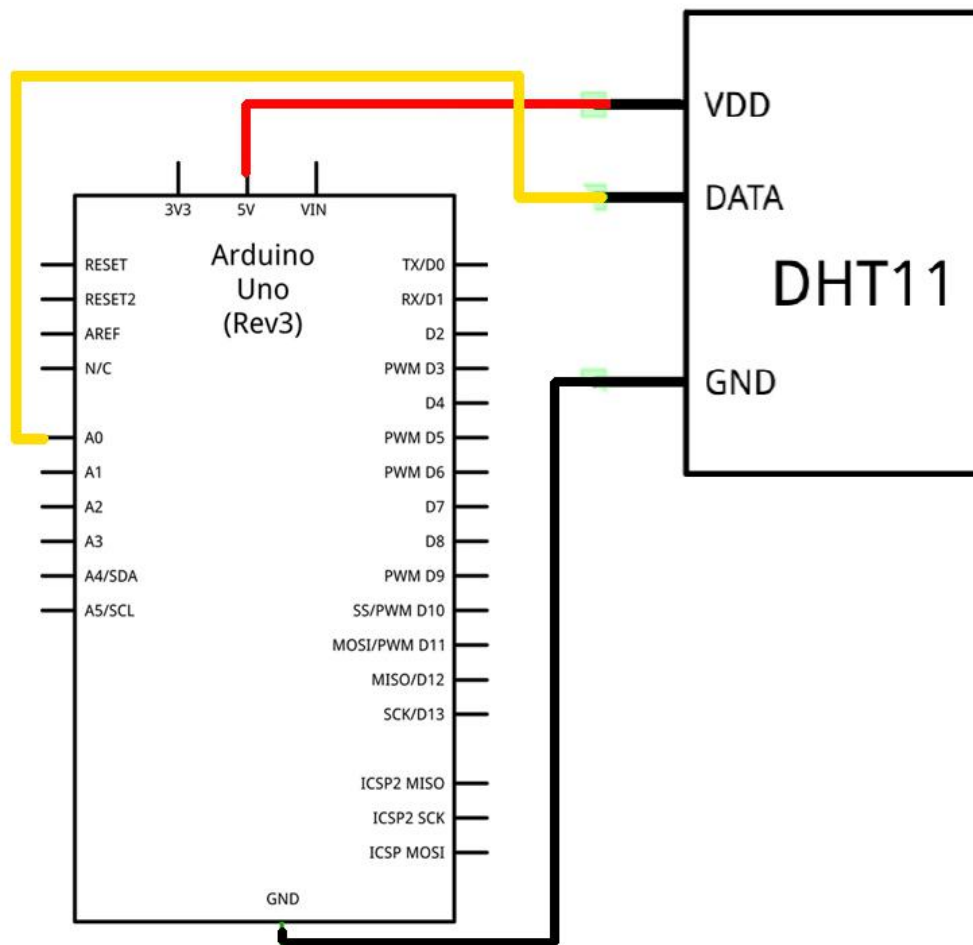 VDD
DATA
DHT11
GND
3V3 5V VIN
Arduino
Uno
(Rev3)
RESET TX/D0
RESET2 RX/D1
AREF D2
N/C PWM D3
D4
A0 PWM D5
A1 PWM D6
A2 D7
A3 D8
A4/SDA PWM D9
A5/SCL SS/PWM D10
MOSI/PWM D11
MISO/D12
SCK/D13
ICSP2 MISO
ICSP2 SCK
ICSP MOSI
GND